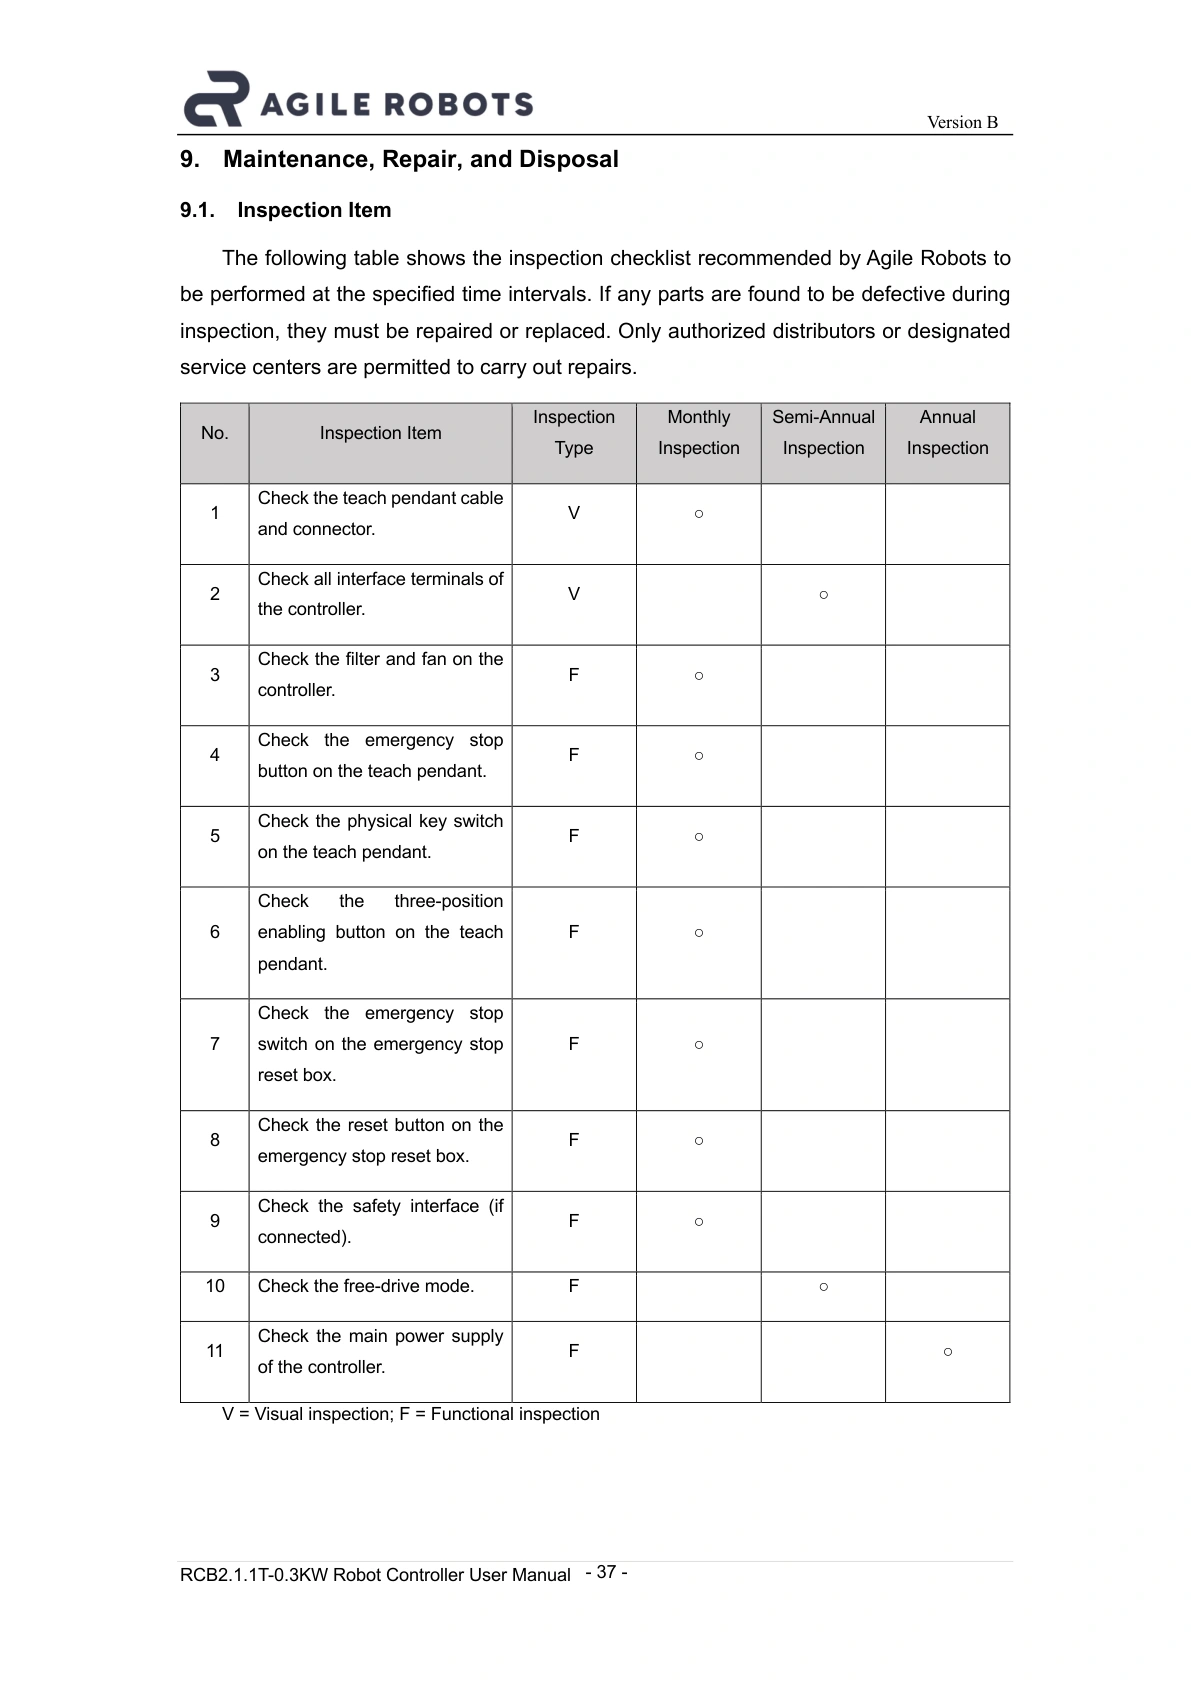 AGILE ROBOTS
Version B
9. Maintenance, Repair, and Disposal
9.1. Inspection Item
The following table shows the inspection checklist recommended by Agile Robots to
be performed at the specified time intervals. If any parts are found to be defective during
inspection, they must be repaired or replaced. Only authorized distributors or designated
service centers are permitted to carry out repairs.
No. Inspection Item Inspection Type Monthly Inspection Semi-Annual Inspection Annual Inspection
1 Check the teach pendant cable V ○
and connector.
2 Check all interface terminals of V ○
the controller.
3 Check the filter and fan on the F ○
controller.
4 Check the emergency stop F ○
button on the teach pendant.
5 Check the physical key switch F ○
on the teach pendant.
Check the three-position
6 enabling button on the teach F ○
pendant.
Check the emergency stop
7 switch on the emergency stop F ○
reset box.
8 Check the reset button on the F ○
emergency stop reset box.
9 Check the safety interface (if F ○
connected).
10 Check the free-drive mode. F ○
11 Check the main power supply F ○
of the controller.
V = Visual inspection; F = Functional inspection
RCB2.1.1T-0.3KW Robot Controller User Manual - 37 -